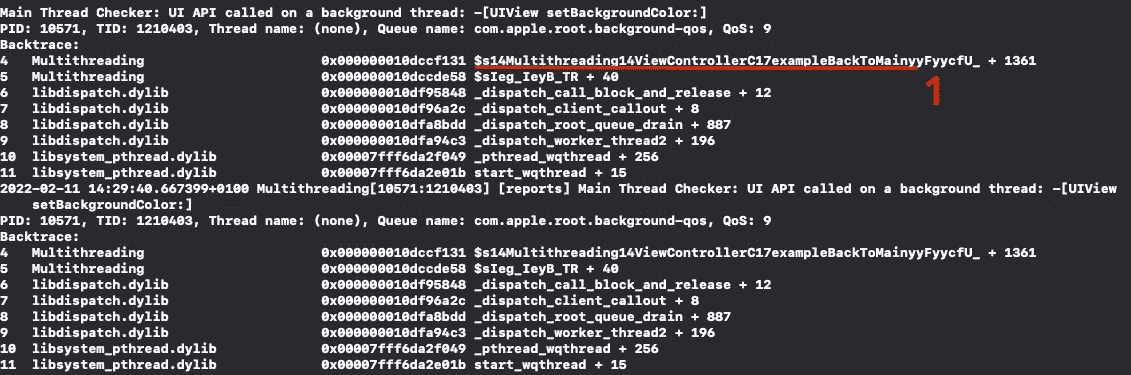 Main Thread Checker: UI API called on a background thread: -[UIView setBackgroundColor:]
PID: 10571, TID: 1210403, Thread name: (none), Queue name: com.apple.root.background-qos, QoS: 9
Backtrace:
4 Multithreading 0x000000010dccf131 $s14Multithreading14ViewControllerC17exampleBackToMainyyFyycfU_ + 1361
5 Multithreading 0x000000010dccde58 $sIeg_IeyB_TR + 40
6 libdispatch.dylib 0x000000010df95848 _dispatch_call_block_and_release + 12
7 libdispatch.dylib 0x000000010df96a2c _dispatch_client_callout + 8
8 libdispatch.dylib 0x000000010dfa8bdd _dispatch_root_queue_drain + 887
9 libdispatch.dylib 0x000000010dfa94c3 _dispatch_worker_thread2 + 196
10 libsystem_pthread.dylib 0x00007fff6da2f049 _pthread_wqthread + 256
11 libsystem_pthread.dylib 0x00007fff6da2e01b start_wqthread + 15
1
2022-02-11 14:29:40.667399+0100 Multithreading[10571:1210403] [reports] Main Thread Checker: UI API called on a background thread: -[UIView
setBackgroundColor:]
PID: 10571, TID: 1210403, Thread name: (none), Queue name: com.apple.root.background-qos, QoS: 9
Backtrace:
4 Multithreading 0x000000010dccf131 $s14Multithreading14ViewControllerC17exampleBackToMainyyFyycfU_ + 1361
5 Multithreading 0x000000010dccde58 $sIeg_IeyB_TR + 40
6 libdispatch.dylib 0x000000010df95848 _dispatch_call_block_and_release + 12
7 libdispatch.dylib 0x000000010df96a2c _dispatch_client_callout + 8
8 libdispatch.dylib 0x000000010dfa8bdd _dispatch_root_queue_drain + 887
9 libdispatch.dylib 0x000000010dfa94c3 _dispatch_worker_thread2 + 196
10 libsystem_pthread.dylib 0x00007fff6da2f049 _pthread_wqthread + 256
11 libsystem_pthread.dylib 0x00007fff6da2e01b start_wqthread + 15